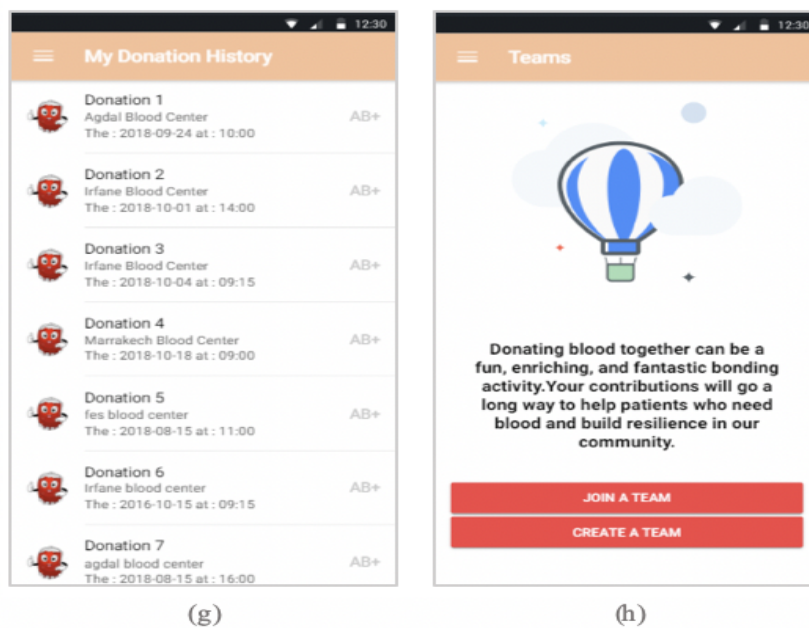 12:30
My Donation History
Donation 1
Agdal Blood Center
AB+
The : 2018-09-24 at : 10:00
Donation 2
Irfane Blood Center
AB+
The : 2018-10-01 at : 14:00
Donation 3
Irfane Blood Center
AB+
The : 2018-10-04 at : 09:15
Donation 4
Marrakech Blood Center
AB+
The : 2018-10-18 at : 09:00
Donation 5
fes blood center
AB+
The : 2018-08-15 at : 11:00
Donation 6
Irfane blood center
AB+
The : 2016-10-15 at : 09:15
Donation 7
agdal blood center
AB+
The : 2018-08-15 at : 16:00
(g)
12:30
Teams
Donating blood together can be a
fun, enriching, and fantastic bonding
activity.Your contributions will go a
long way to help patients who need
blood and build resilience in our
community.
JOIN A TEAM
CREATE A TEAM
(h)